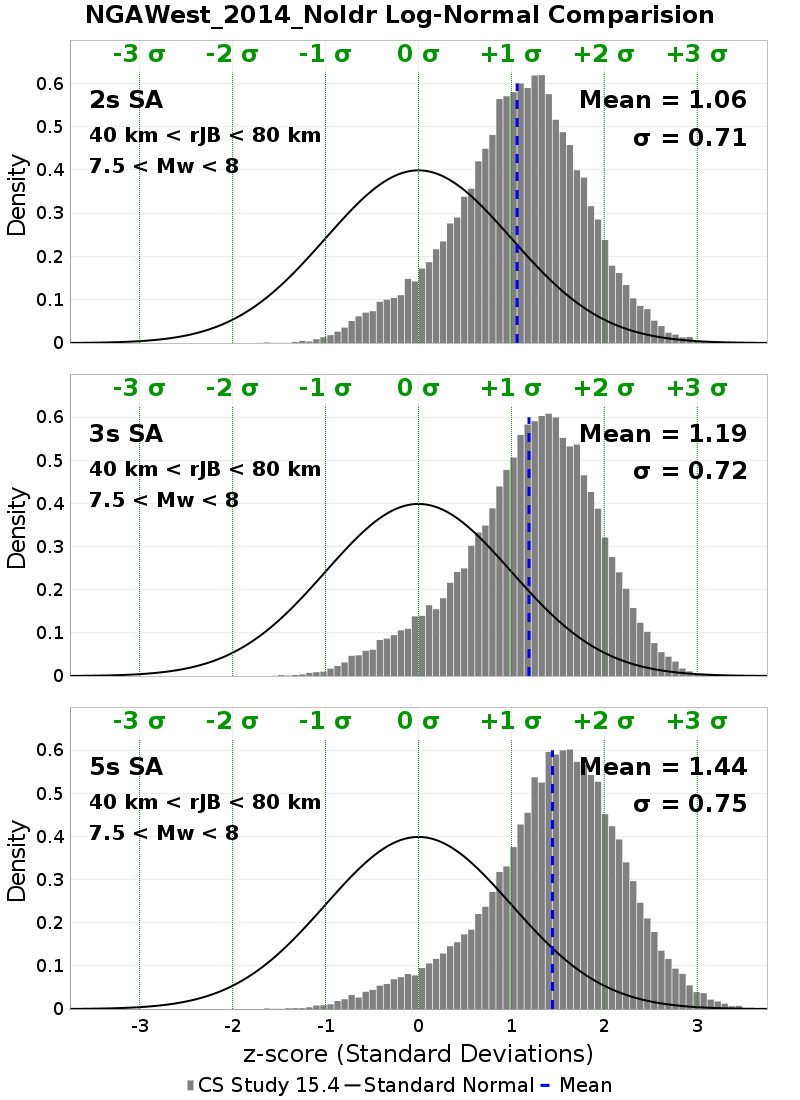 NGAWest_2014_NoIdr Log-Normal Comparision
-3 σ -2 σ -1 σ 0 σ +1 σ +2 σ +3 σ
2s SA
Mean = 1.06
40 km < rJB < 80 km
σ = 0.71
7.5 < Mw < 8
Density
0.6
0.5
0.4
0.3
0.2
0.1
0
-3 σ -2 σ -1 σ 0 σ +1 σ +2 σ +3 σ
3s SA
Mean = 1.19
40 km < rJB < 80 km
σ = 0.72
7.5 < Mw < 8
Density
0.6
0.5
0.4
0.3
0.2
0.1
0
-3 σ -2 σ -1 σ 0 σ +1 σ +2 σ +3 σ
5s SA
Mean = 1.44
40 km < rJB < 80 km
σ = 0.75
7.5 < Mw < 8
Density
0.6
0.5
0.4
0.3
0.2
0.1
0
-3 -2 -1 0 1 2 3
z-score (Standard Deviations)
CS Study 15.4 Standard Normal Mean